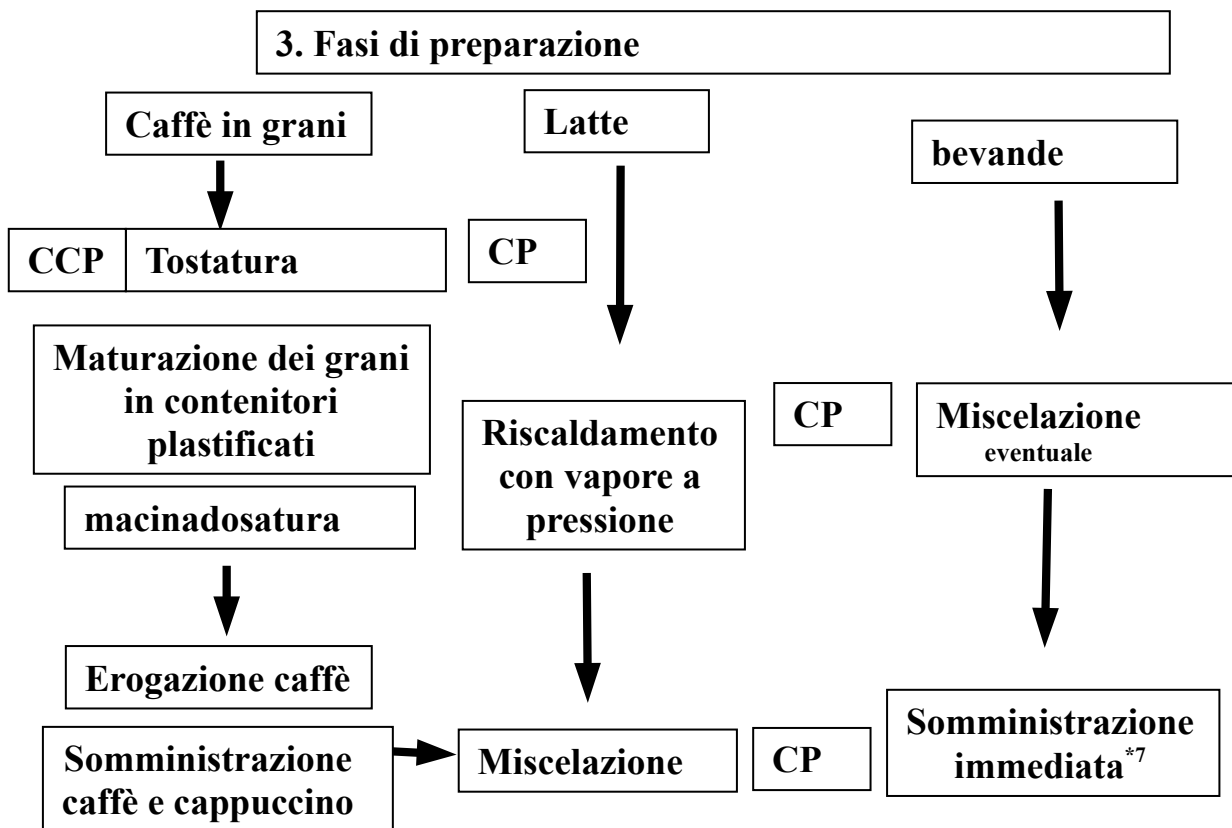 3. Fasi di preparazione
Caffè in grani
Latte
bevande
CCP
Tostatura
CP
Maturazione dei grani
in contenitori
plastificati
Riscaldamento
con vapore a
pressione
CP
Miscelazione
eventuale
macinadosatura
Erogazione caffè
Somministrazione
caffè e cappuccino
Miscelazione
CP
Somministrazione
immediata*7